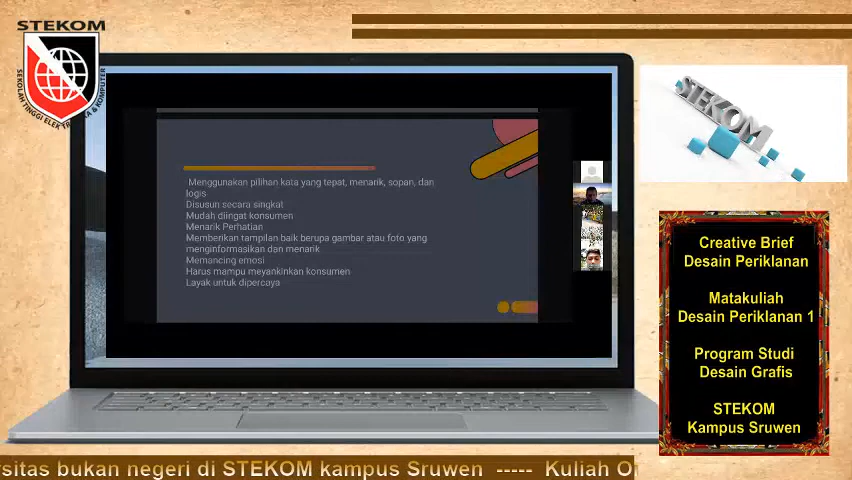 STEKOM
SEKOLAH TINGGI ELEKTRONIKA & KOMPUTER
STEKOM
Menggunakan pilihan kata yang tepat, menarik, sopan, dan
logis
Disusun secara singkat
Mudah diingat konsumen
Menarik Perhatian
Memberikan tampilan baik berupa gambar atau foto yang
menginformasikan dan menarik
Memancing emosi
Harus mampu meyankinkan konsumen
Layak untuk dipercaya
Creative Brief
Desain Periklanan
Matakuliah
Desain Periklanan 1
Program Studi
Desain Grafis
STEKOM
Kampus Sruwen
rsitas bukan negeri di STEKOM kampus Sruwen ----- Kuliah O